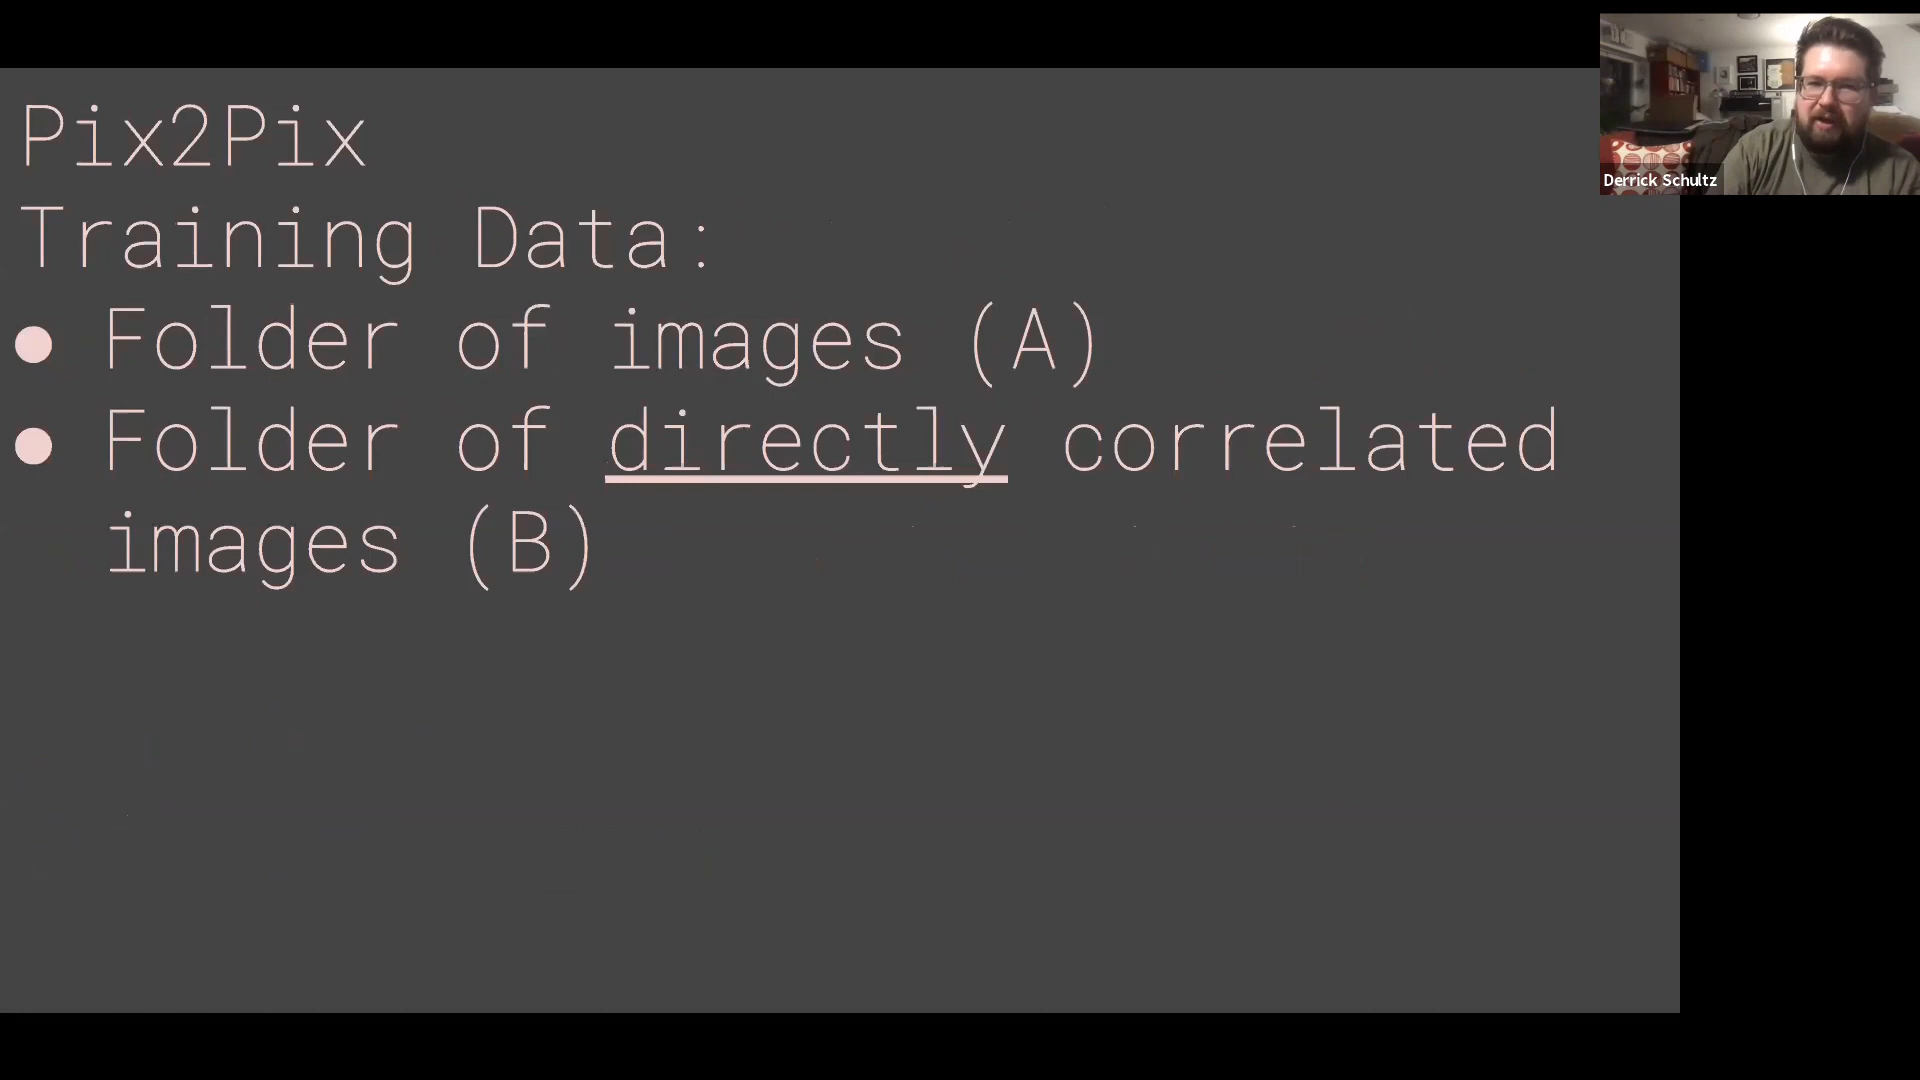 Pix2Pix
Training Data:
● Folder of images (A)
● Folder of directly correlated
images (B)
Derrick Schultz